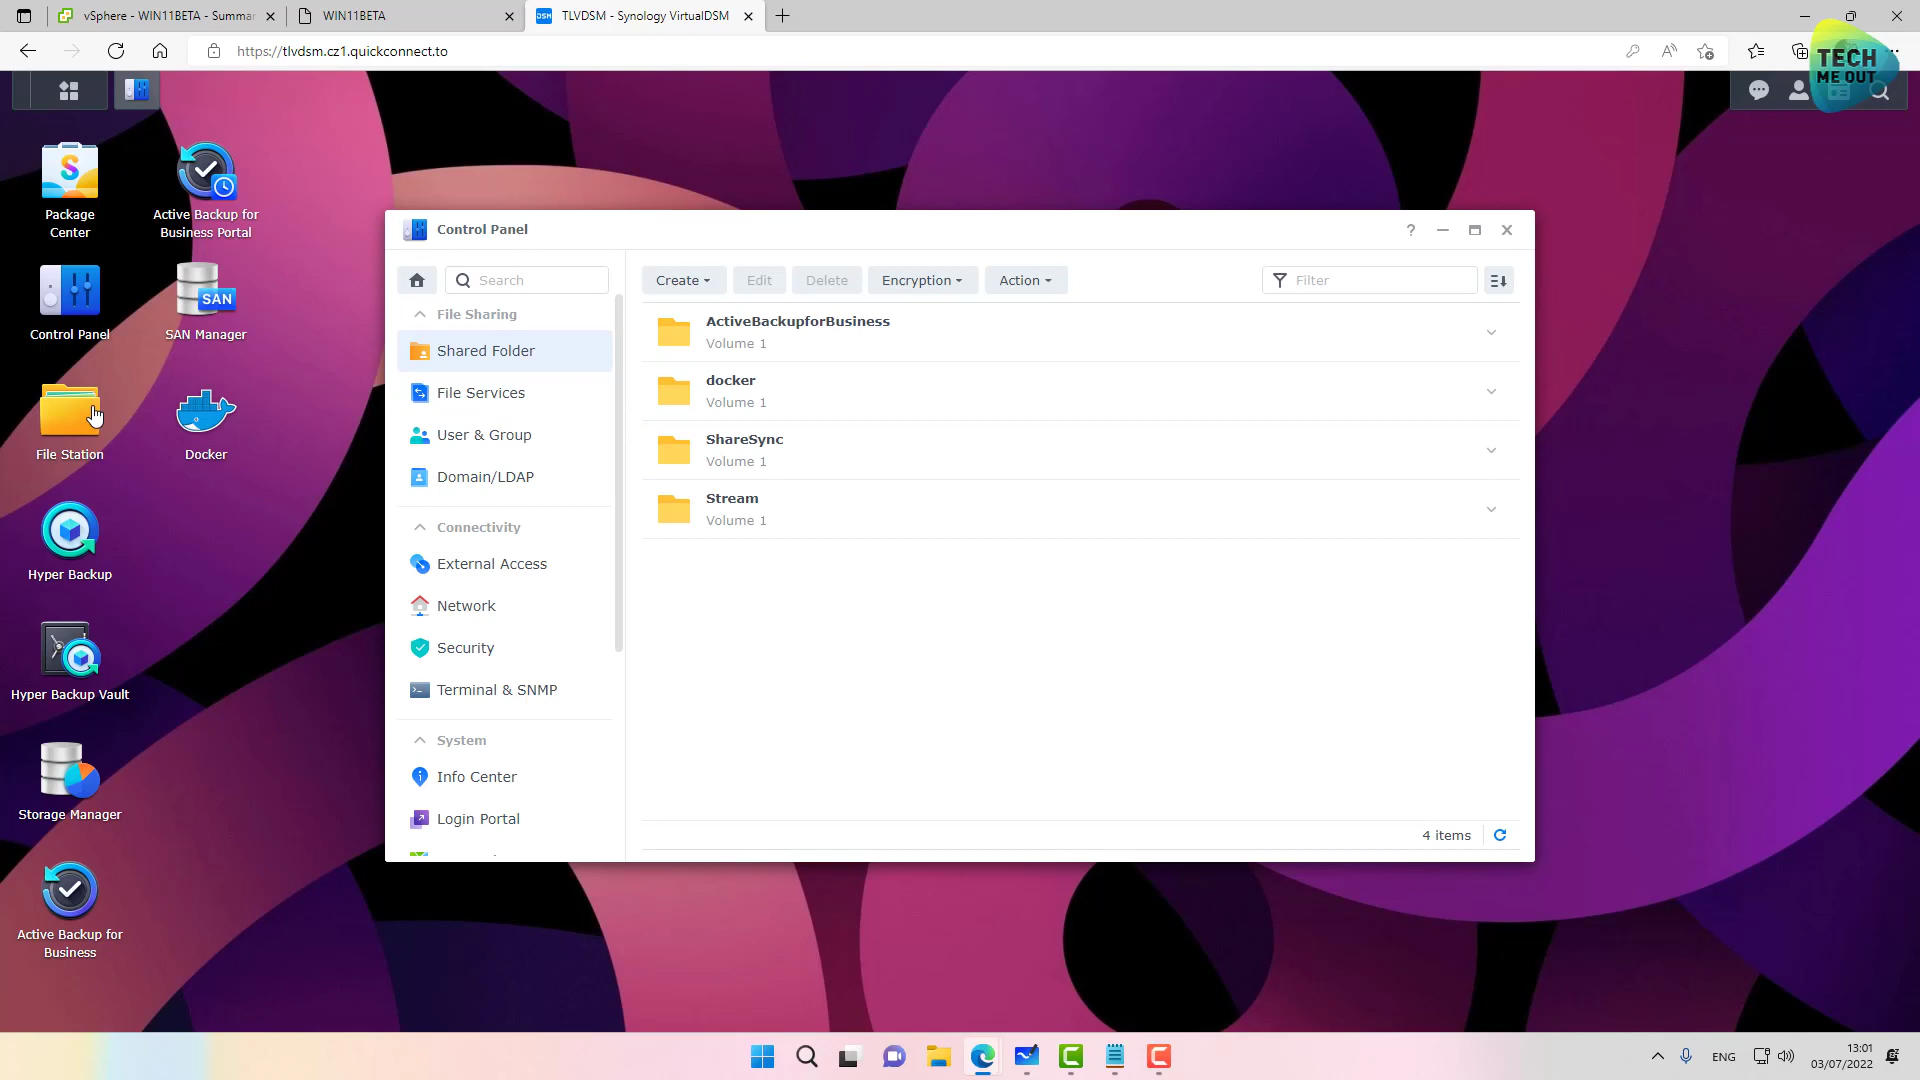 vSphere - WIN11BETA - Summar
WIN11BETA
DSM
TLVDSM - Synology VirtualDSM
https://tlvdsm.cz1.quickconnect.to
TECH
ME OUT
Package
Center
Active Backup for
Business Portal
Control Panel
SAN
SAN Manager
File Station
Docker
Hyper Backup
Hyper Backup Vault
Storage Manager
Active Backup for
Business
Control Panel
?
Search
File Sharing
Shared Folder
File Services
User & Group
Domain/LDAP
Connectivity
External Access
Network
Security
Terminal & SNMP
System
Info Center
Login Portal
Create
Edit
Delete
Encryption
Action
Filter
ActiveBackupforBusiness
Volume 1
docker
Volume 1
ShareSync
Volume 1
Stream
Volume 1
4 items
ENG
13:01
03/07/2022